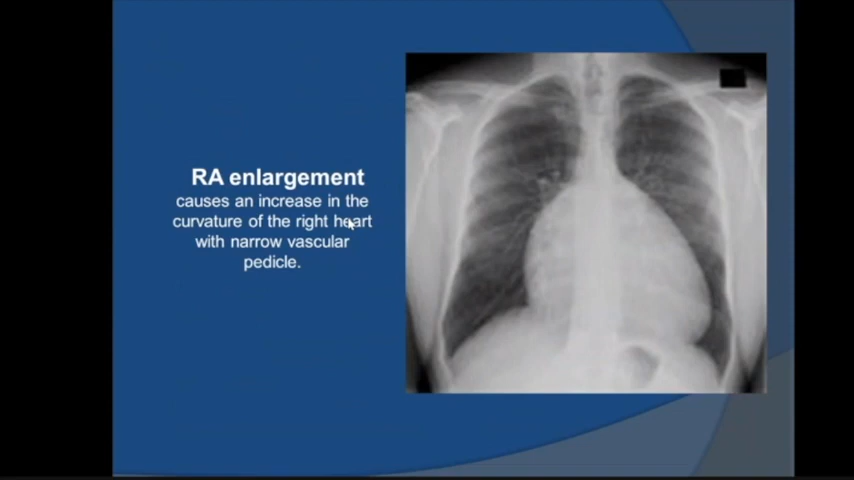 RA enlargement
causes an increase in the
curvature of the right heart
with narrow vascular
pedicle.